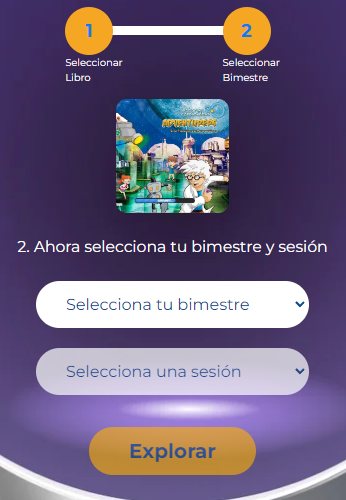 1
2
Seleccionar
Libro
Seleccionar
Bimestre
2. Ahora selecciona tu bimestre y sesión
Selecciona tu bimestre
Selecciona una sesión
Explorar